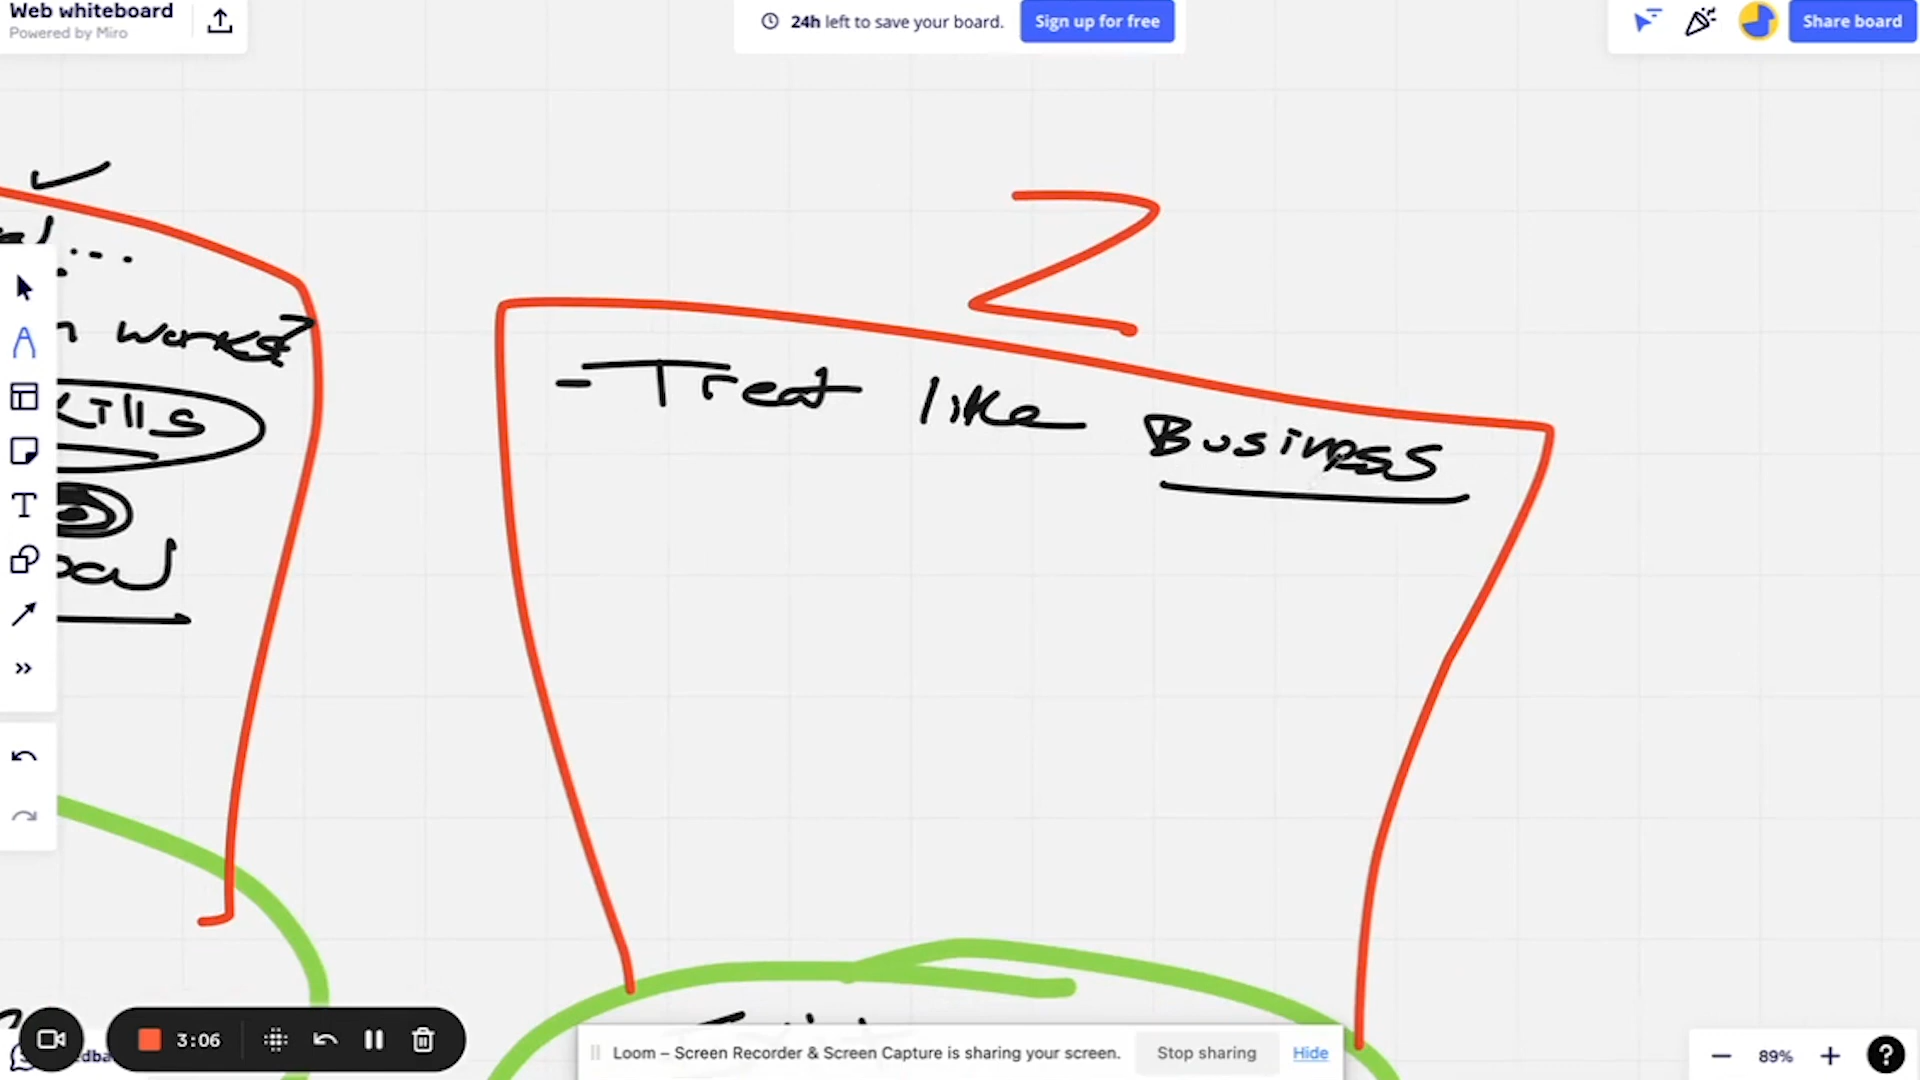 Web whiteboard
Powered by Miro
24h left to save your board.
Sign up for free
Share board
2
- Treat like Business
works?
3:06
Loom – Screen Recorder & Screen Capture is sharing your screen.
Stop sharing
Hide
89%